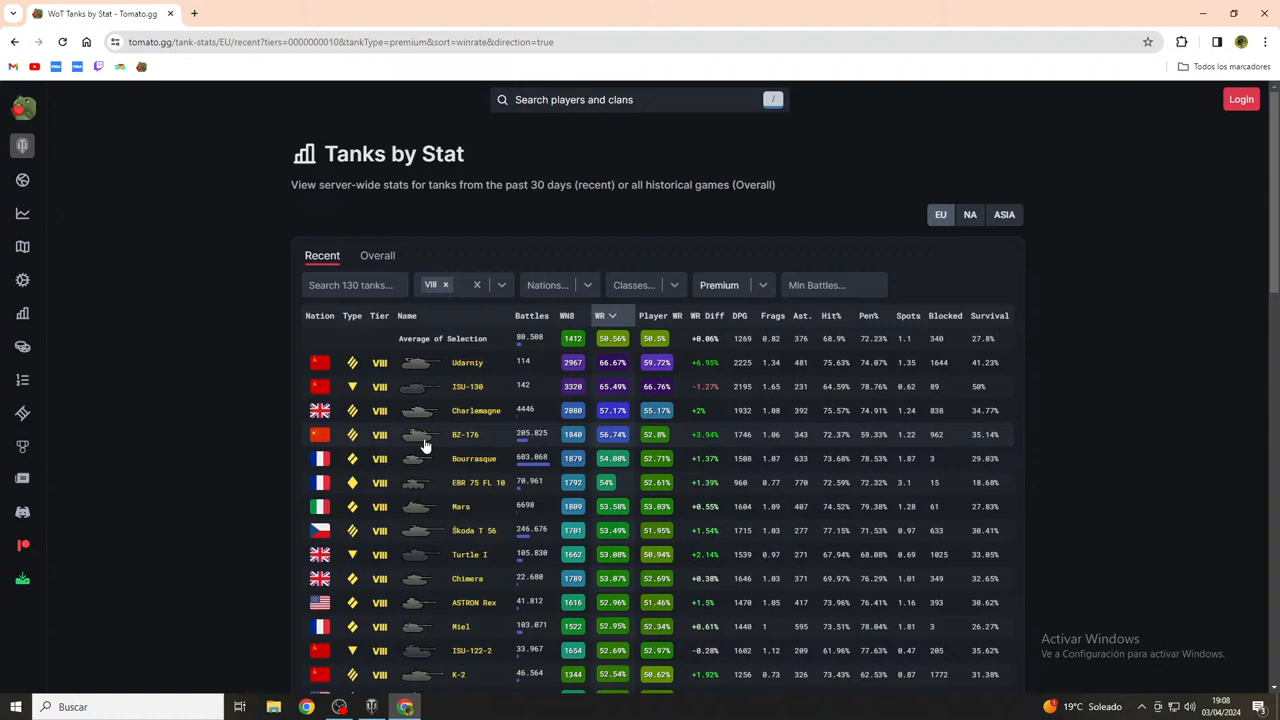 WoT Tanks by Stat - Tomato.gg
tomato.gg/tank-stats/EU/recent?tiers=0000000010&tankType=premium&sort=winrate&direction=true
Todos los marcadores
Search players and clans /
Login
Tanks by Stat
View server-wide stats for tanks from the past 30 days (recent) or all historical games (Overall)
EU NA ASIA
Recent Overall
Search 130 tanks... VIII × Nations... Classes... Premium Min Battles...
Nation Type Tier Name Battles WN8 WR Player WR WR Diff DPG Frags Ast. Hit% Pen% Spots Blocked Survival
Average of Selection 80.508 1412 50.56% 50.5% +0.06% 1269 0.82 376 68.9% 72.23% 1.1 340 27.8%
VIII Udarniy 114 2967 66.67% 59.72% +6.95% 2225 1.34 481 75.63% 74.07% 1.35 1644 41.23%
VIII ISU-130 142 3320 65.49% 66.76% -1.27% 2195 1.65 231 64.59% 78.76% 0.62 89 50%
VIII Charlemagne 4446 2080 57.17% 55.17% +2% 1932 1.08 392 75.57% 74.91% 1.24 838 34.77%
VIII BZ-176 205.825 1840 56.74% 52.8% +3.94% 1746 1.06 343 72.37% 59.33% 1.22 962 35.14%
VIII Bourrasque 603.068 1879 54.08% 52.71% +1.37% 1508 1.07 633 73.68% 78.53% 1.87 3 29.03%
VIII EBR 75 FL 10 70.961 1792 54% 52.61% +1.39% 960 0.77 770 72.59% 72.32% 3.1 15 18.68%
VIII Mars 6698 1809 53.58% 53.03% +0.55% 1664 1.09 407 74.52% 79.38% 1.28 61 27.83%
VIII Škoda T 56 246.676 1701 53.49% 51.95% +1.54% 1715 1.03 277 77.15% 71.53% 0.97 633 30.41%
VIII Turtle I 105.830 1662 53.08% 50.94% +2.14% 1539 0.97 271 67.94% 68.08% 0.69 1025 33.05%
VIII Chimera 22.680 1789 53.07% 52.69% +0.38% 1646 1.03 371 69.97% 76.29% 1.01 349 32.65%
VIII ASTRON Rex 41.812 1616 52.96% 51.46% +1.5% 1470 1.05 417 73.96% 76.41% 1.16 393 30.62%
VIII Miel 103.071 1522 52.95% 52.34% +0.61% 1440 1 595 73.51% 78.04% 1.81 3 26.27%
VIII ISU-122-2 33.967 1654 52.69% 52.97% -0.28% 1602 1.12 209 61.96% 77.63% 0.47 205 35.62%
VIII K-2 46.564 1344 52.54% 50.62% +1.92% 1236 0.73 326 73.43% 58.25% 0.87 1772 31.38%
Activar Windows
Ve a Configuración para activar Windows.
Buscar
19°C Soleado
19:08
03/04/2024